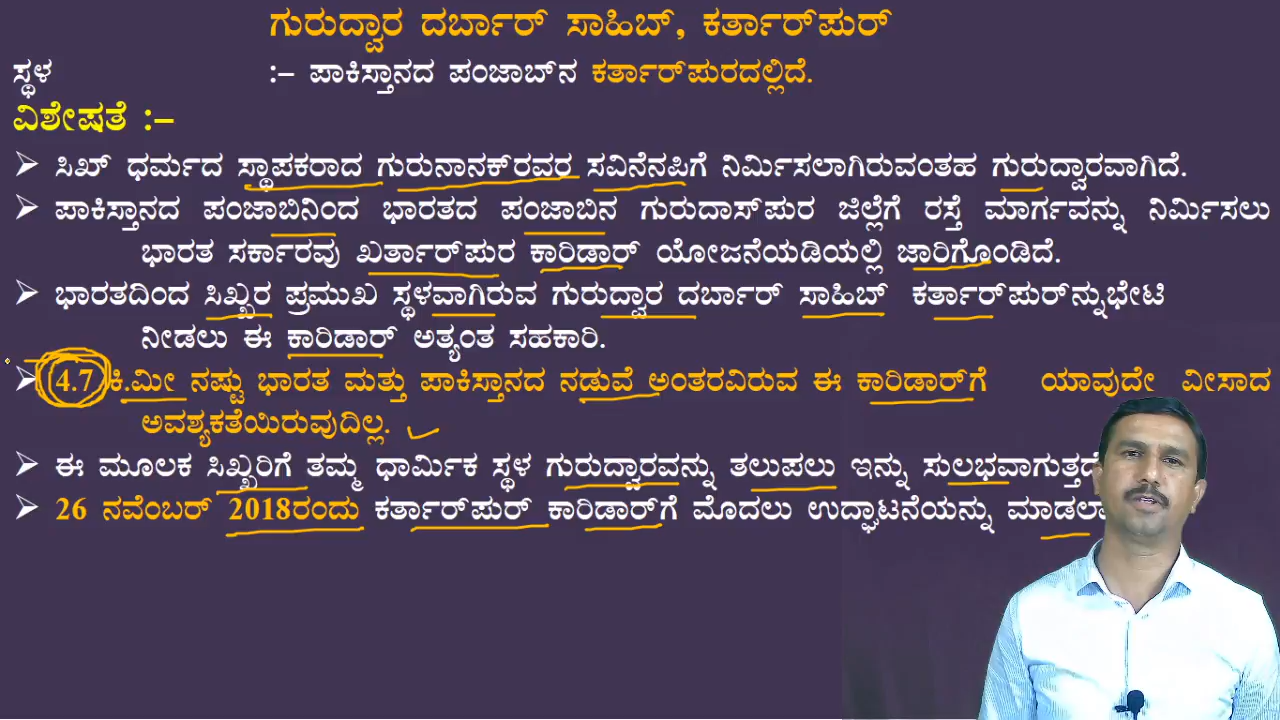 ಗುರುದ್ವಾರ ದರ್ಬಾರ್ ಸಾಹಿಬ್, ಕರ್ತಾರ್‌ಪುರ್
ಸ್ಥಳ :– ಪಾಕಿಸ್ತಾನದ ಪಂಜಾಬ್‌ನ ಕರ್ತಾರ್‌ಪುರದಲ್ಲಿದೆ.
ವಿಶೇಷತೆ :–
➢ ಸಿಖ್ ಧರ್ಮದ ಸ್ಥಾಪಕರಾದ ಗುರುನಾನಕ್‌ರವರ ಸವಿನೆನಪಿಗೆ ನಿರ್ಮಿಸಲಾಗಿರುವಂತಹ ಗುರುದ್ವಾರವಾಗಿದೆ.
➢ ಪಾಕಿಸ್ತಾನದ ಪಂಜಾಬಿನಿಂದ ಭಾರತದ ಪಂಜಾಬಿನ ಗುರುದಾಸ್‌ಪುರ ಜಿಲ್ಲೆಗೆ ರಸ್ತೆ ಮಾರ್ಗವನ್ನು ನಿರ್ಮಿಸಲು
ಭಾರತ ಸರ್ಕಾರವು ಖರ್ತಾರ್‌ಪುರ ಕಾರಿಡಾರ್ ಯೋಜನೆಯಡಿಯಲ್ಲಿ ಜಾರಿಗೊಂಡಿದೆ.
➢ ಭಾರತದಿಂದ ಸಿಖ್ಖರ ಪ್ರಮುಖ ಸ್ಥಳವಾಗಿರುವ ಗುರುದ್ವಾರ ದರ್ಬಾರ್ ಸಾಹಿಬ್ ಕರ್ತಾರ್‌ಪುರ್‌ನ್ನುಭೇಟಿ
ನೀಡಲು ಈ ಕಾರಿಡಾರ್ ಅತ್ಯಂತ ಸಹಕಾರಿ.
➢ 4.7 ಕಿ.ಮೀ ನಷ್ಟು ಭಾರತ ಮತ್ತು ಪಾಕಿಸ್ತಾನದ ನಡುವೆ ಅಂತರವಿರುವ ಈ ಕಾರಿಡಾರ್‌ಗೆ ಯಾವುದೇ ವೀಸಾದ
ಅವಶ್ಯಕತೆಯಿರುವುದಿಲ್ಲ.
➢ ಈ ಮೂಲಕ ಸಿಖ್ಖರಿಗೆ ತಮ್ಮ ಧಾರ್ಮಿಕ ಸ್ಥಳ ಗುರುದ್ವಾರವನ್ನು ತಲುಪಲು ಇನ್ನು
➢ 26 ನವೆಂಬರ್ 2018ರಂದು ಕರ್ತಾರ್‌ಪುರ್ ಕಾರಿಡಾರ್‌ಗೆ ಮೊದಲು ಉದ್ಘಾಟನೆಯನ್ನು